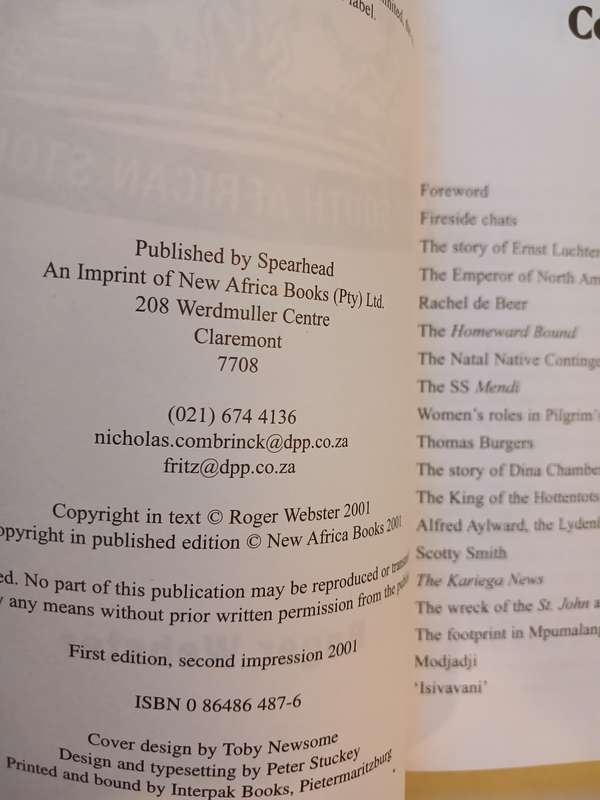 label.
Published by Spearhead
An Imprint of New Africa Books (Pty) Ltd.
208 Werdmuller Centre
Claremont
7708
(021) 674 4136
nicholas.combrinck@dpp.co.za
fritz@dpp.co.za
Copyright in text © Roger Webster 2001
opyright in published edition © New Africa Books 2001
ed. No part of this publication may be reproduced or
y any means without prior written permission from the
First edition, second impression 2001
ISBN 0 86486 487-6
Cover design by Toby Newsome
Design and typesetting by Peter Stuckey
Printed and bound by Interpak Books, Pietermaritzburg
Co
Foreword
Fireside chats
The story of Ernst Luchten
The Emperor of North Am
Rachel de Beer
The Homeward Bound
The Natal Native Continge
The SS Mendi
Women's roles in Pilgrim's
Thomas Burgers
The story of Dina Chambe
The King of the Hottentots
Alfred Aylward, the Lydenb
Scotty Smith
The Kariega News
The wreck of the St. John a
The footprint in Mpumalang
Modjadji
'Isivavani'